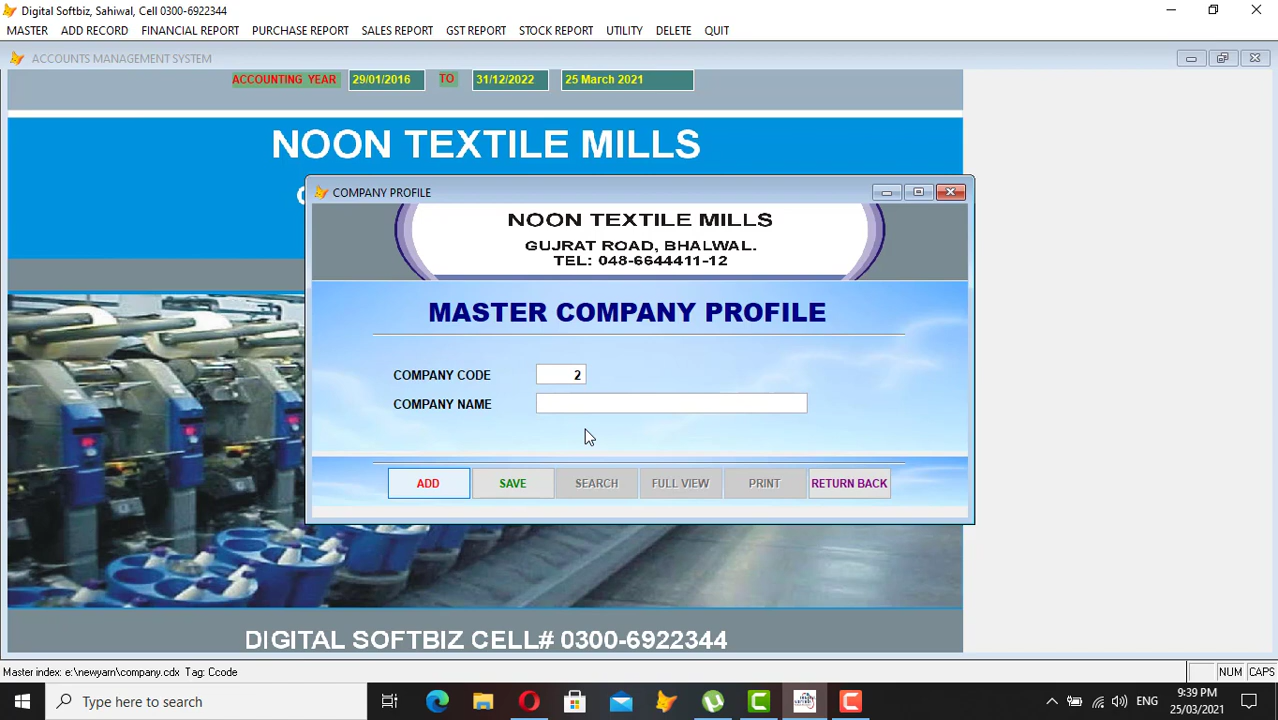 Digital Softbiz, Sahiwal, Cell 0300-6922344
MASTER ADD RECORD FINANCIAL REPORT PURCHASE REPORT SALES REPORT GST REPORT STOCK REPORT UTILITY DELETE QUIT
ACCOUNTS MANAGEMENT SYSTEM
ACCOUNTING YEAR 29/01/2016 TO 31/12/2022 25 March 2021
NOON TEXTILE MILLS
COMPANY PROFILE
NOON TEXTILE MILLS
GUJRAT ROAD, BHALWAL.
TEL: 048-6644411-12
MASTER COMPANY PROFILE
COMPANY CODE 2
COMPANY NAME
ADD SAVE SEARCH FULL VIEW PRINT RETURN BACK
DIGITAL SOFTBIZ CELL# 0300-6922344
Master index: e:\newyarn\company.cdx Tag: Ccode
NUM CAPS
Type here to search
ENG
9:39 PM
25/03/2021